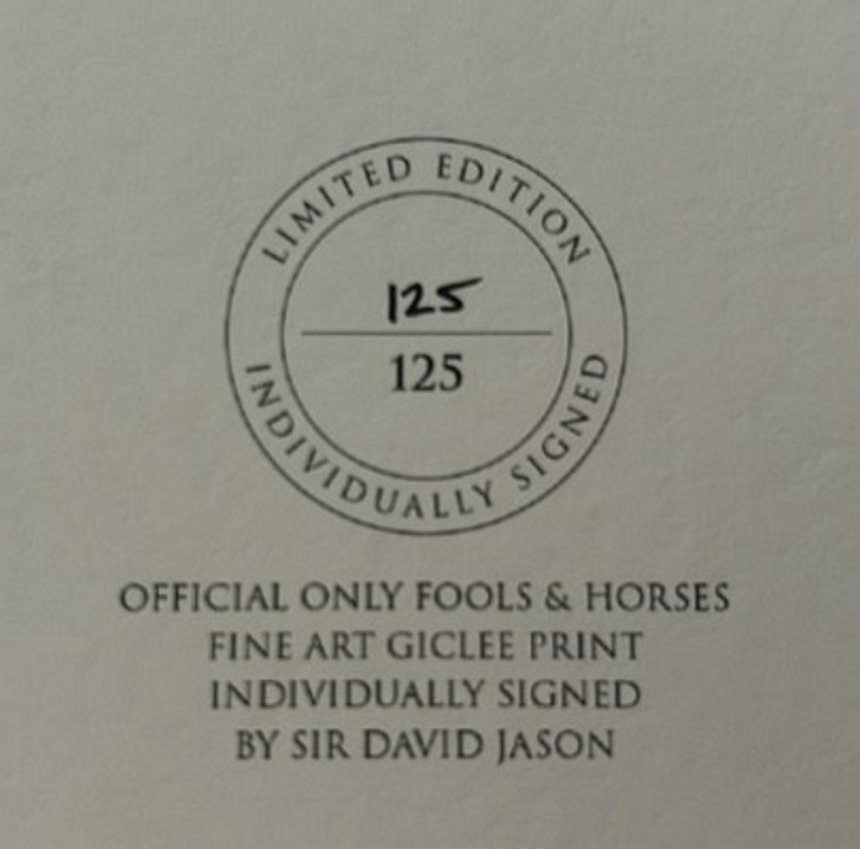 LIMITED EDITION
125
125
INDIVIDUALLY SIGNED
OFFICIAL ONLY FOOLS & HORSES
FINE ART GICLEE PRINT
INDIVIDUALLY SIGNED
BY SIR DAVID JASON